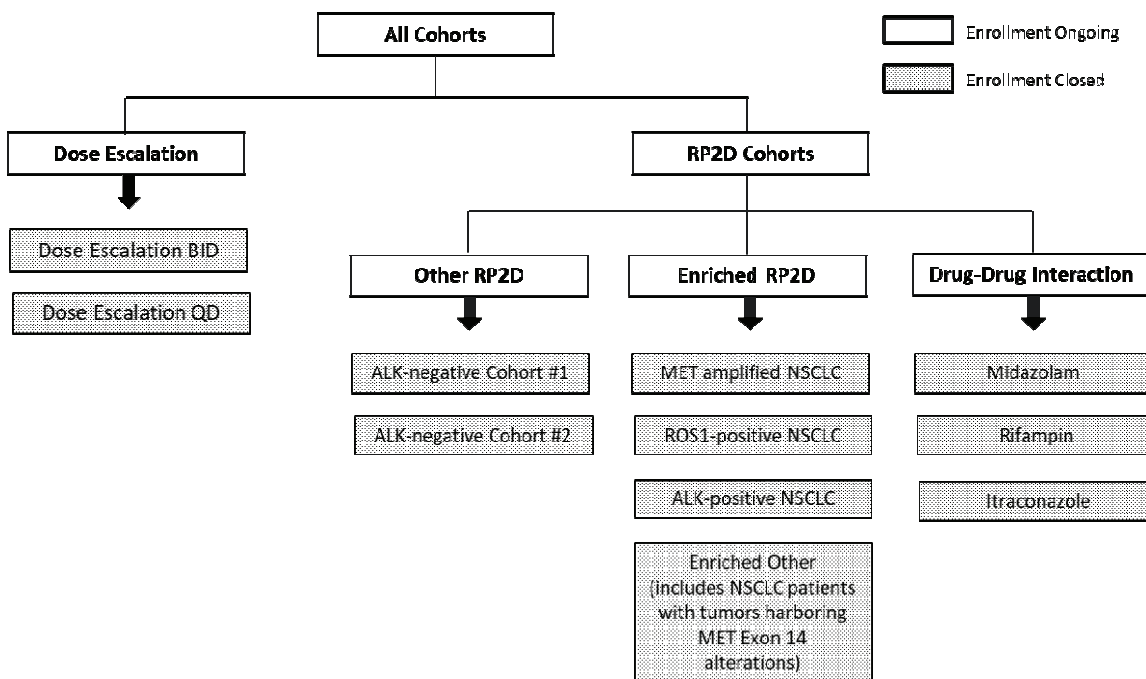 All Cohorts
Enrollment Ongoing
Enrollment Closed
Dose Escalation
RP2D Cohorts
Dose Escalation BID
Dose Escalation QD
Other RP2D
Enriched RP2D
Drug-Drug Interaction
ALK-negative Cohort #1
MET amplified NSCLC
Midazolam
ALK-negative Cohort #2
ROS1-positive NSCLC
Rifampin
ALK-positive NSCLC
Itraconazole
Enriched Other
(includes NSCLC patients
with tumors harboring
MET Exon 14
alterations)